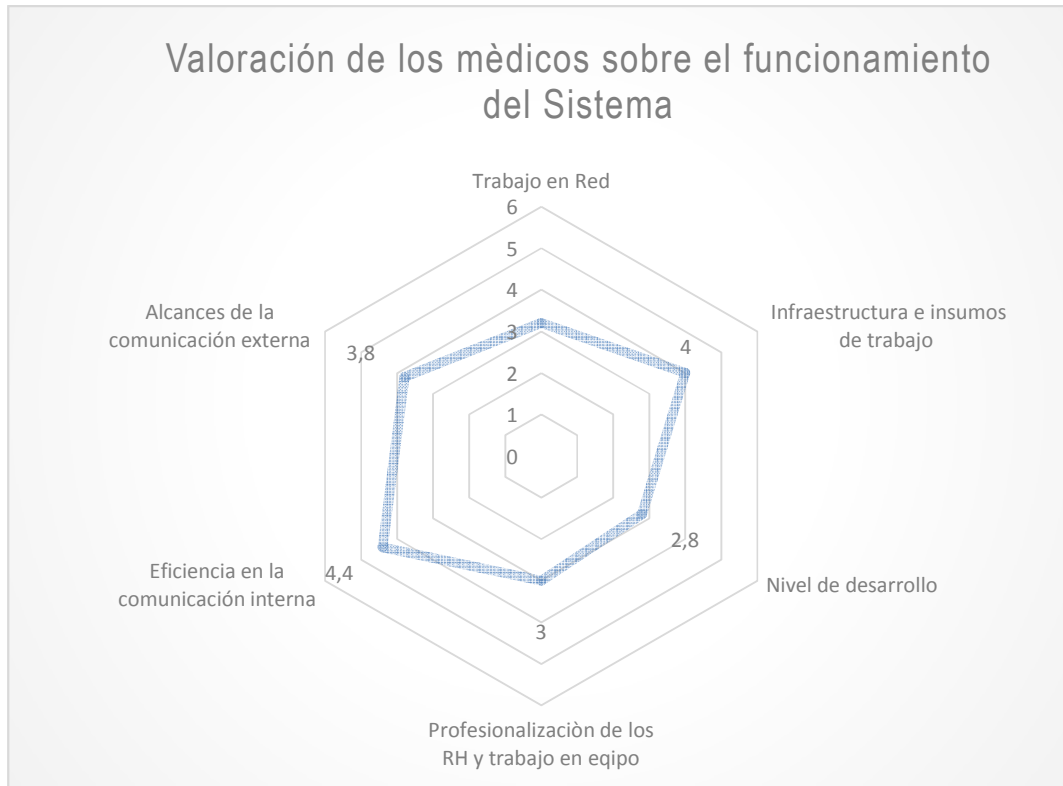 Valoración de los mèdicos sobre el funcionamiento
del Sistema
Trabajo en Red
6
5
4
3
2
1
0
Infraestructura e insumos
de trabajo
4
Nivel de desarrollo
2,8
Profesionalizaciòn de los
RH y trabajo en eqipo
3
Eficiencia en la
comunicación interna
4,4
Alcances de la
comunicación externa
3,8